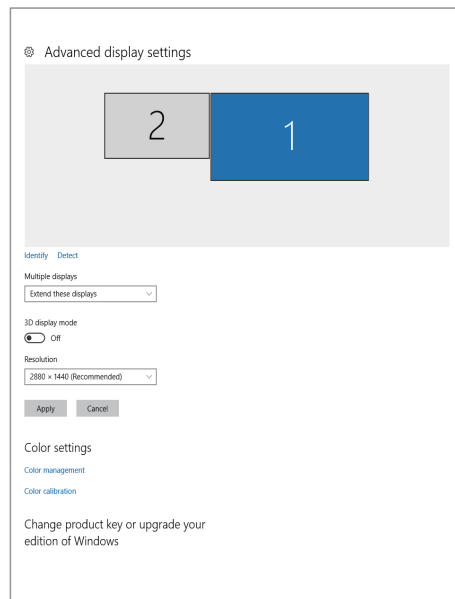 Advanced display settings
2
1
Identify Detect
Multiple displays
Extend these displays
3D display mode
Off
Resolution
2880 × 1440 (Recommended)
Apply Cancel
Color settings
Color management
Color calibration
Change product key or upgrade your
edition of Windows